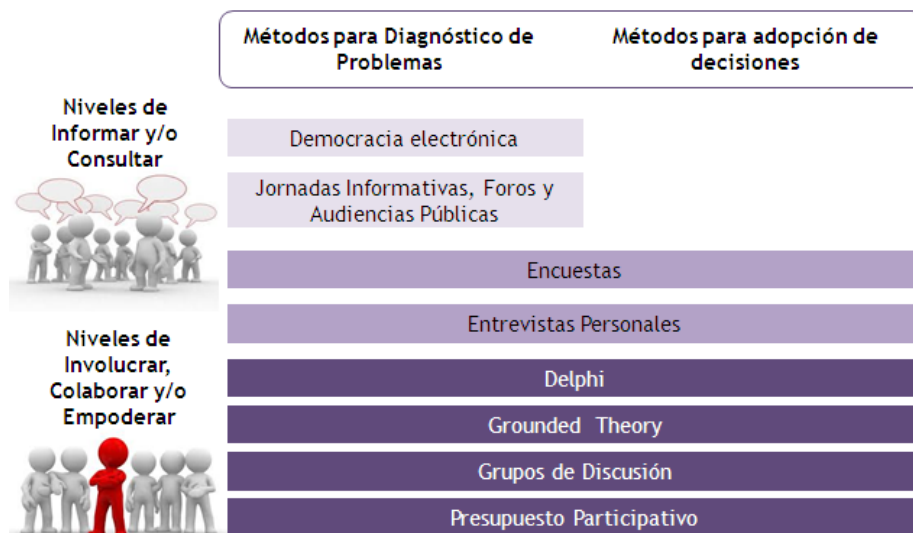 Métodos para Diagnóstico de
Problemas
Métodos para adopción de
decisiones
Niveles de
Informar y/o
Consultar
Democracia electrónica
Jornadas Informativas, Foros y
Audiencias Públicas
Encuestas
Entrevistas Personales
Niveles de
Involucrar,
Colaborar y/o
Empoderar
Delphi
Grounded Theory
Grupos de Discusión
Presupuesto Participativo